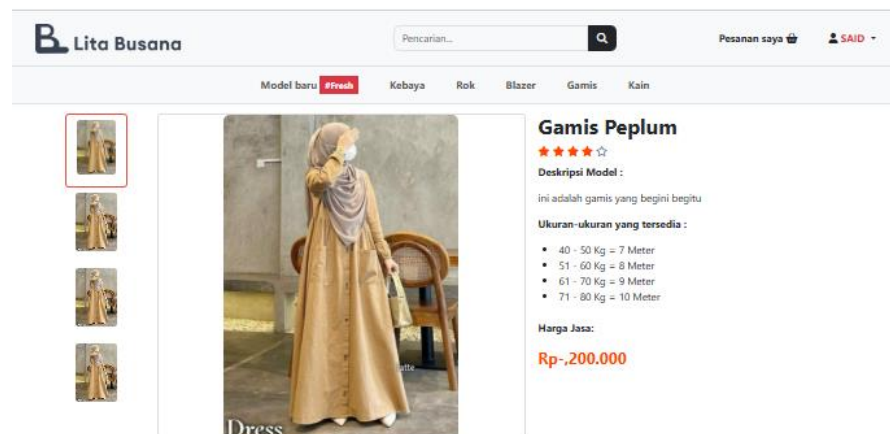 Lita Busana
Pencarian...
Pesanan saya
SAID
Model baru #Fresh Kebaya Rok Blazer Gamis Kain
Gamis Peplum
Deskripsi Model :
ini adalah gamis yang begini begitu
Ukuran-ukuran yang tersedia :
40 - 50 Kg = 7 Meter
51 - 60 Kg = 8 Meter
61 - 70 Kg = 9 Meter
71 - 80 Kg = 10 Meter
Harga Jasa:
Rp-,200.000
atte
Dress